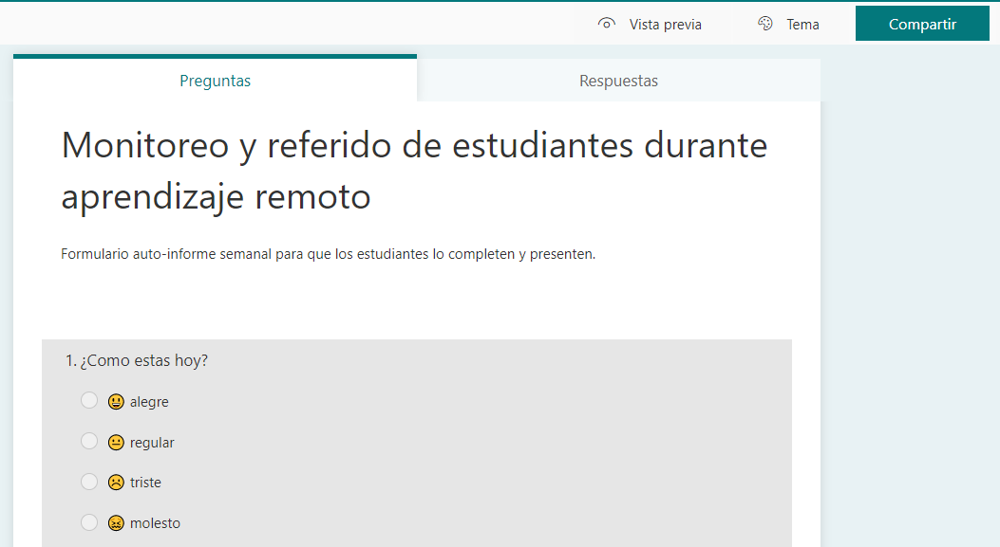 Vista previa
Tema
Compartir
Preguntas
Respuestas
Monitoreo y referido de estudiantes durante
aprendizaje remoto
Formulario auto-informe semanal para que los estudiantes lo completen y presenten.
1. ¿Como estas hoy?
alegre
regular
triste
molesto